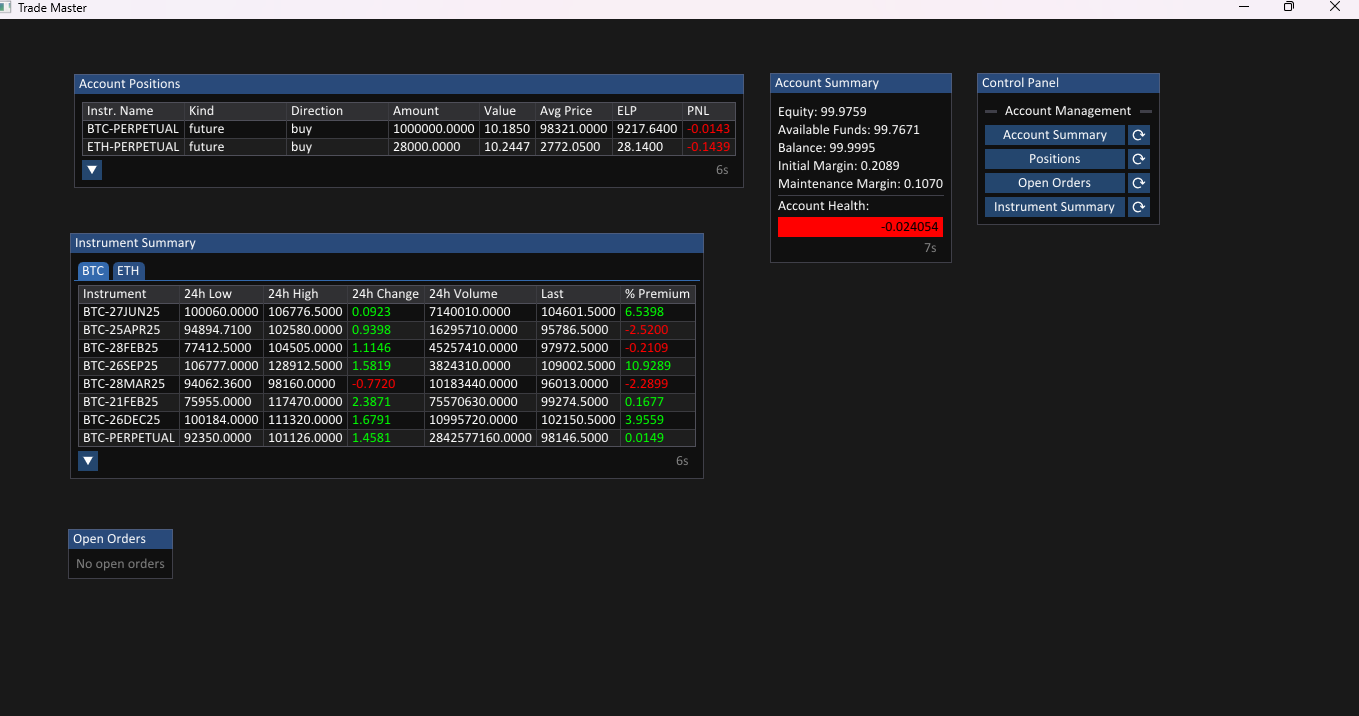 Trade Master
Account Positions
Instr. Name Kind Direction Amount Value Avg Price ELP PNL
BTC-PERPETUAL future buy 1000000.0000 10.1850 98321.0000 9217.6400 -0.0143
ETH-PERPETUAL future buy 28000.0000 10.2447 2772.0500 28.1400 -0.1439
6s
Account Summary
Equity: 99.9759
Available Funds: 99.7671
Balance: 99.9995
Initial Margin: 0.2089
Maintenance Margin: 0.1070
Account Health:
-0.024054
7s
Control Panel
Account Management
Account Summary
Positions
Open Orders
Instrument Summary
Instrument Summary
BTC ETH
Instrument 24h Low 24h High 24h Change 24h Volume Last % Premium
BTC-27JUN25 100060.0000 106776.5000 0.0923 7140010.0000 104601.5000 6.5398
BTC-25APR25 94894.7100 102580.0000 0.9398 16295710.0000 95786.5000 -2.5200
BTC-28FEB25 77412.5000 104505.0000 1.1146 45257410.0000 97972.5000 -0.2109
BTC-26SEP25 106777.0000 128912.5000 1.5819 3824310.0000 109002.5000 10.9289
BTC-28MAR25 94062.3600 98160.0000 -0.7720 10183440.0000 96013.0000 -2.2899
BTC-21FEB25 75955.0000 117470.0000 2.3871 75570630.0000 99274.5000 0.1677
BTC-26DEC25 100184.0000 111320.0000 1.6791 10995720.0000 102150.5000 3.9559
BTC-PERPETUAL 92350.0000 101126.0000 1.4581 2842577160.0000 98146.5000 0.0149
6s
Open Orders
No open orders